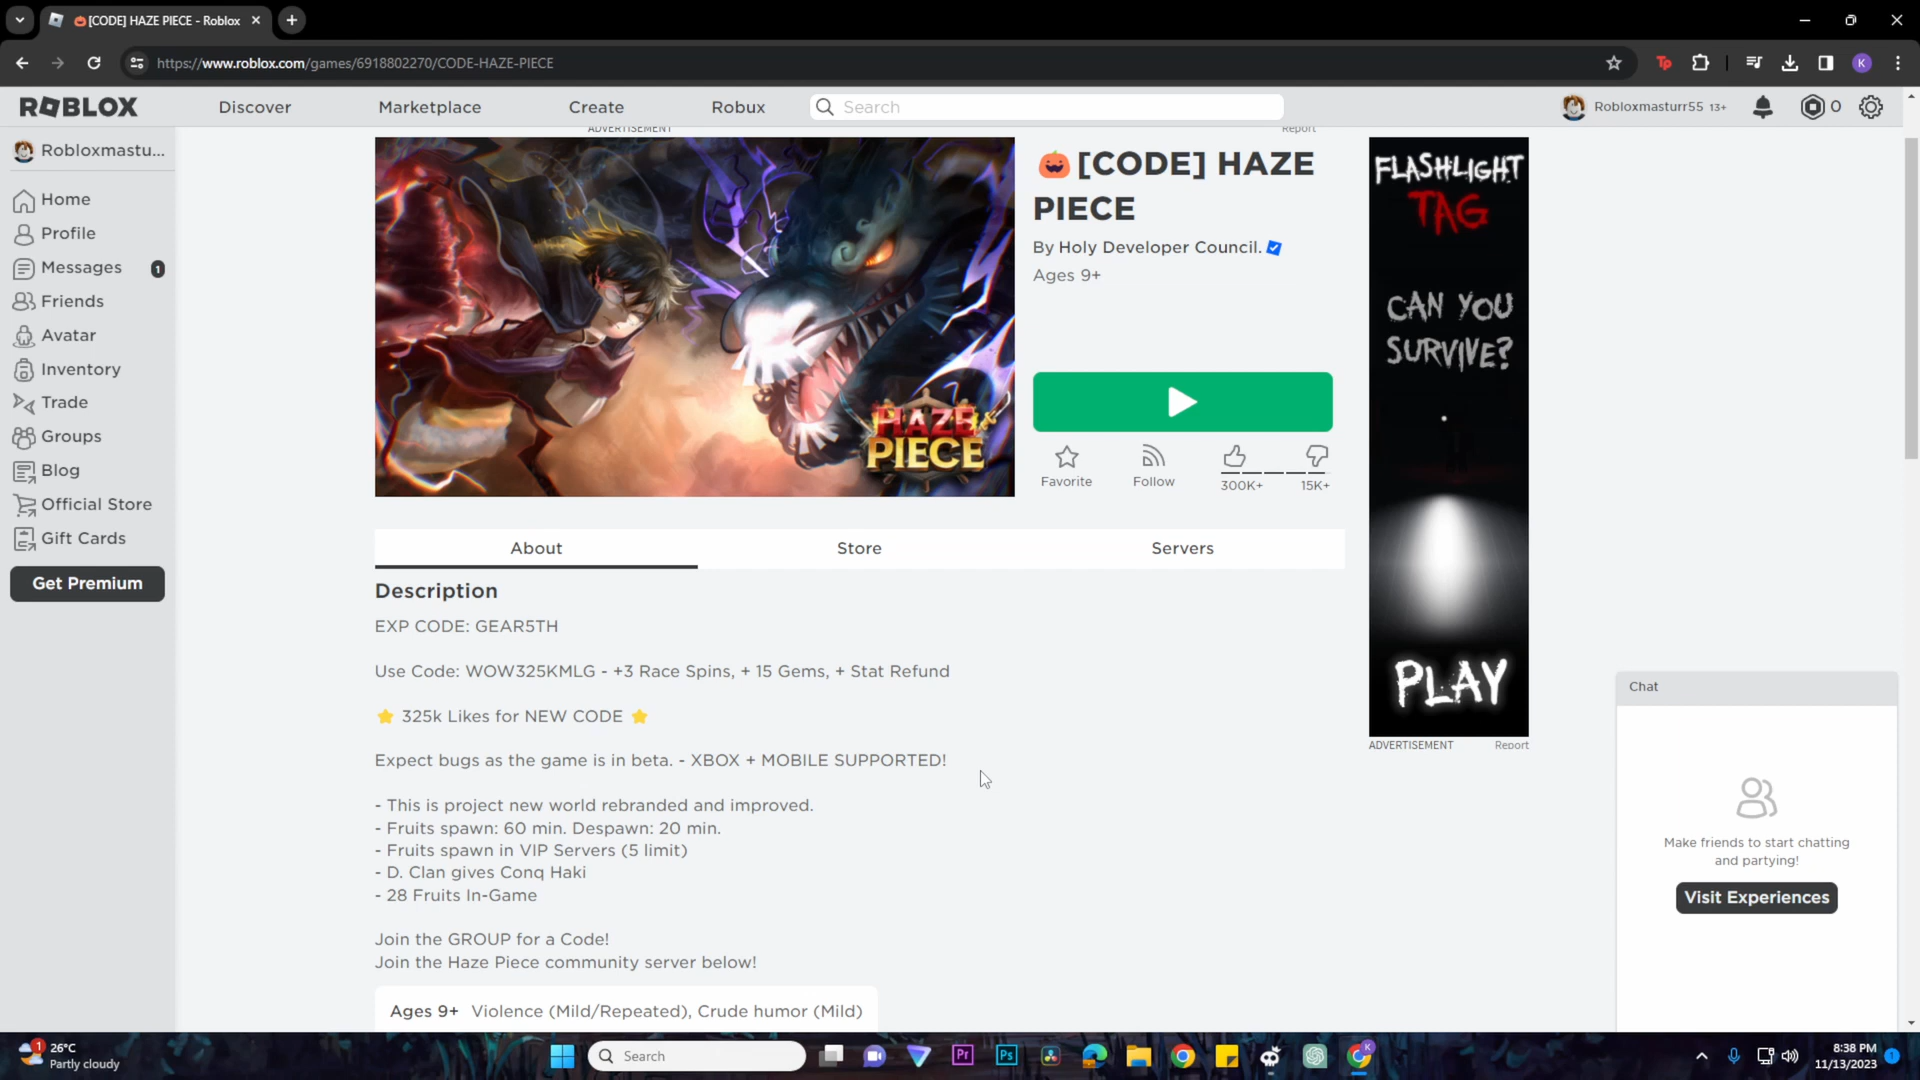 [CODE] HAZE PIECE - Roblox
https://www.roblox.com/games/6918802270/CODE-HAZE-PIECE
Tp
K
ROBLOX
Discover
Marketplace
Create
Robux
Search
Robloxmasturr55 13+
0
Robloxmastu...
Home
Profile
Messages
1
Friends
Avatar
Inventory
Trade
Groups
Blog
Official Store
Gift Cards
Get Premium
ADVERTISEMENT
Report
HAZE
PIECE
[CODE] HAZE
PIECE
By Holy Developer Council.
Ages 9+
Favorite
Follow
300K+
15K+
FLASHLIGHT
TAG
CAN YOU
SURVIVE?
PLAY
ADVERTISEMENT
Report
About
Store
Servers
Description
EXP CODE: GEAR5TH
Use Code: WOW325KMLG - +3 Race Spins, + 15 Gems, + Stat Refund
325k Likes for NEW CODE
Expect bugs as the game is in beta. - XBOX + MOBILE SUPPORTED!
- This is project new world rebranded and improved.
- Fruits spawn: 60 min. Despawn: 20 min.
- Fruits spawn in VIP Servers (5 limit)
- D. Clan gives Conq Haki
- 28 Fruits In-Game
Join the GROUP for a Code!
Join the Haze Piece community server below!
Ages 9+ Violence (Mild/Repeated), Crude humor (Mild)
Chat
Make friends to start chatting
and partying!
Visit Experiences
1
26°C
Partly cloudy
Search
Pr
Ps
K
8:38 PM
11/13/2023
1